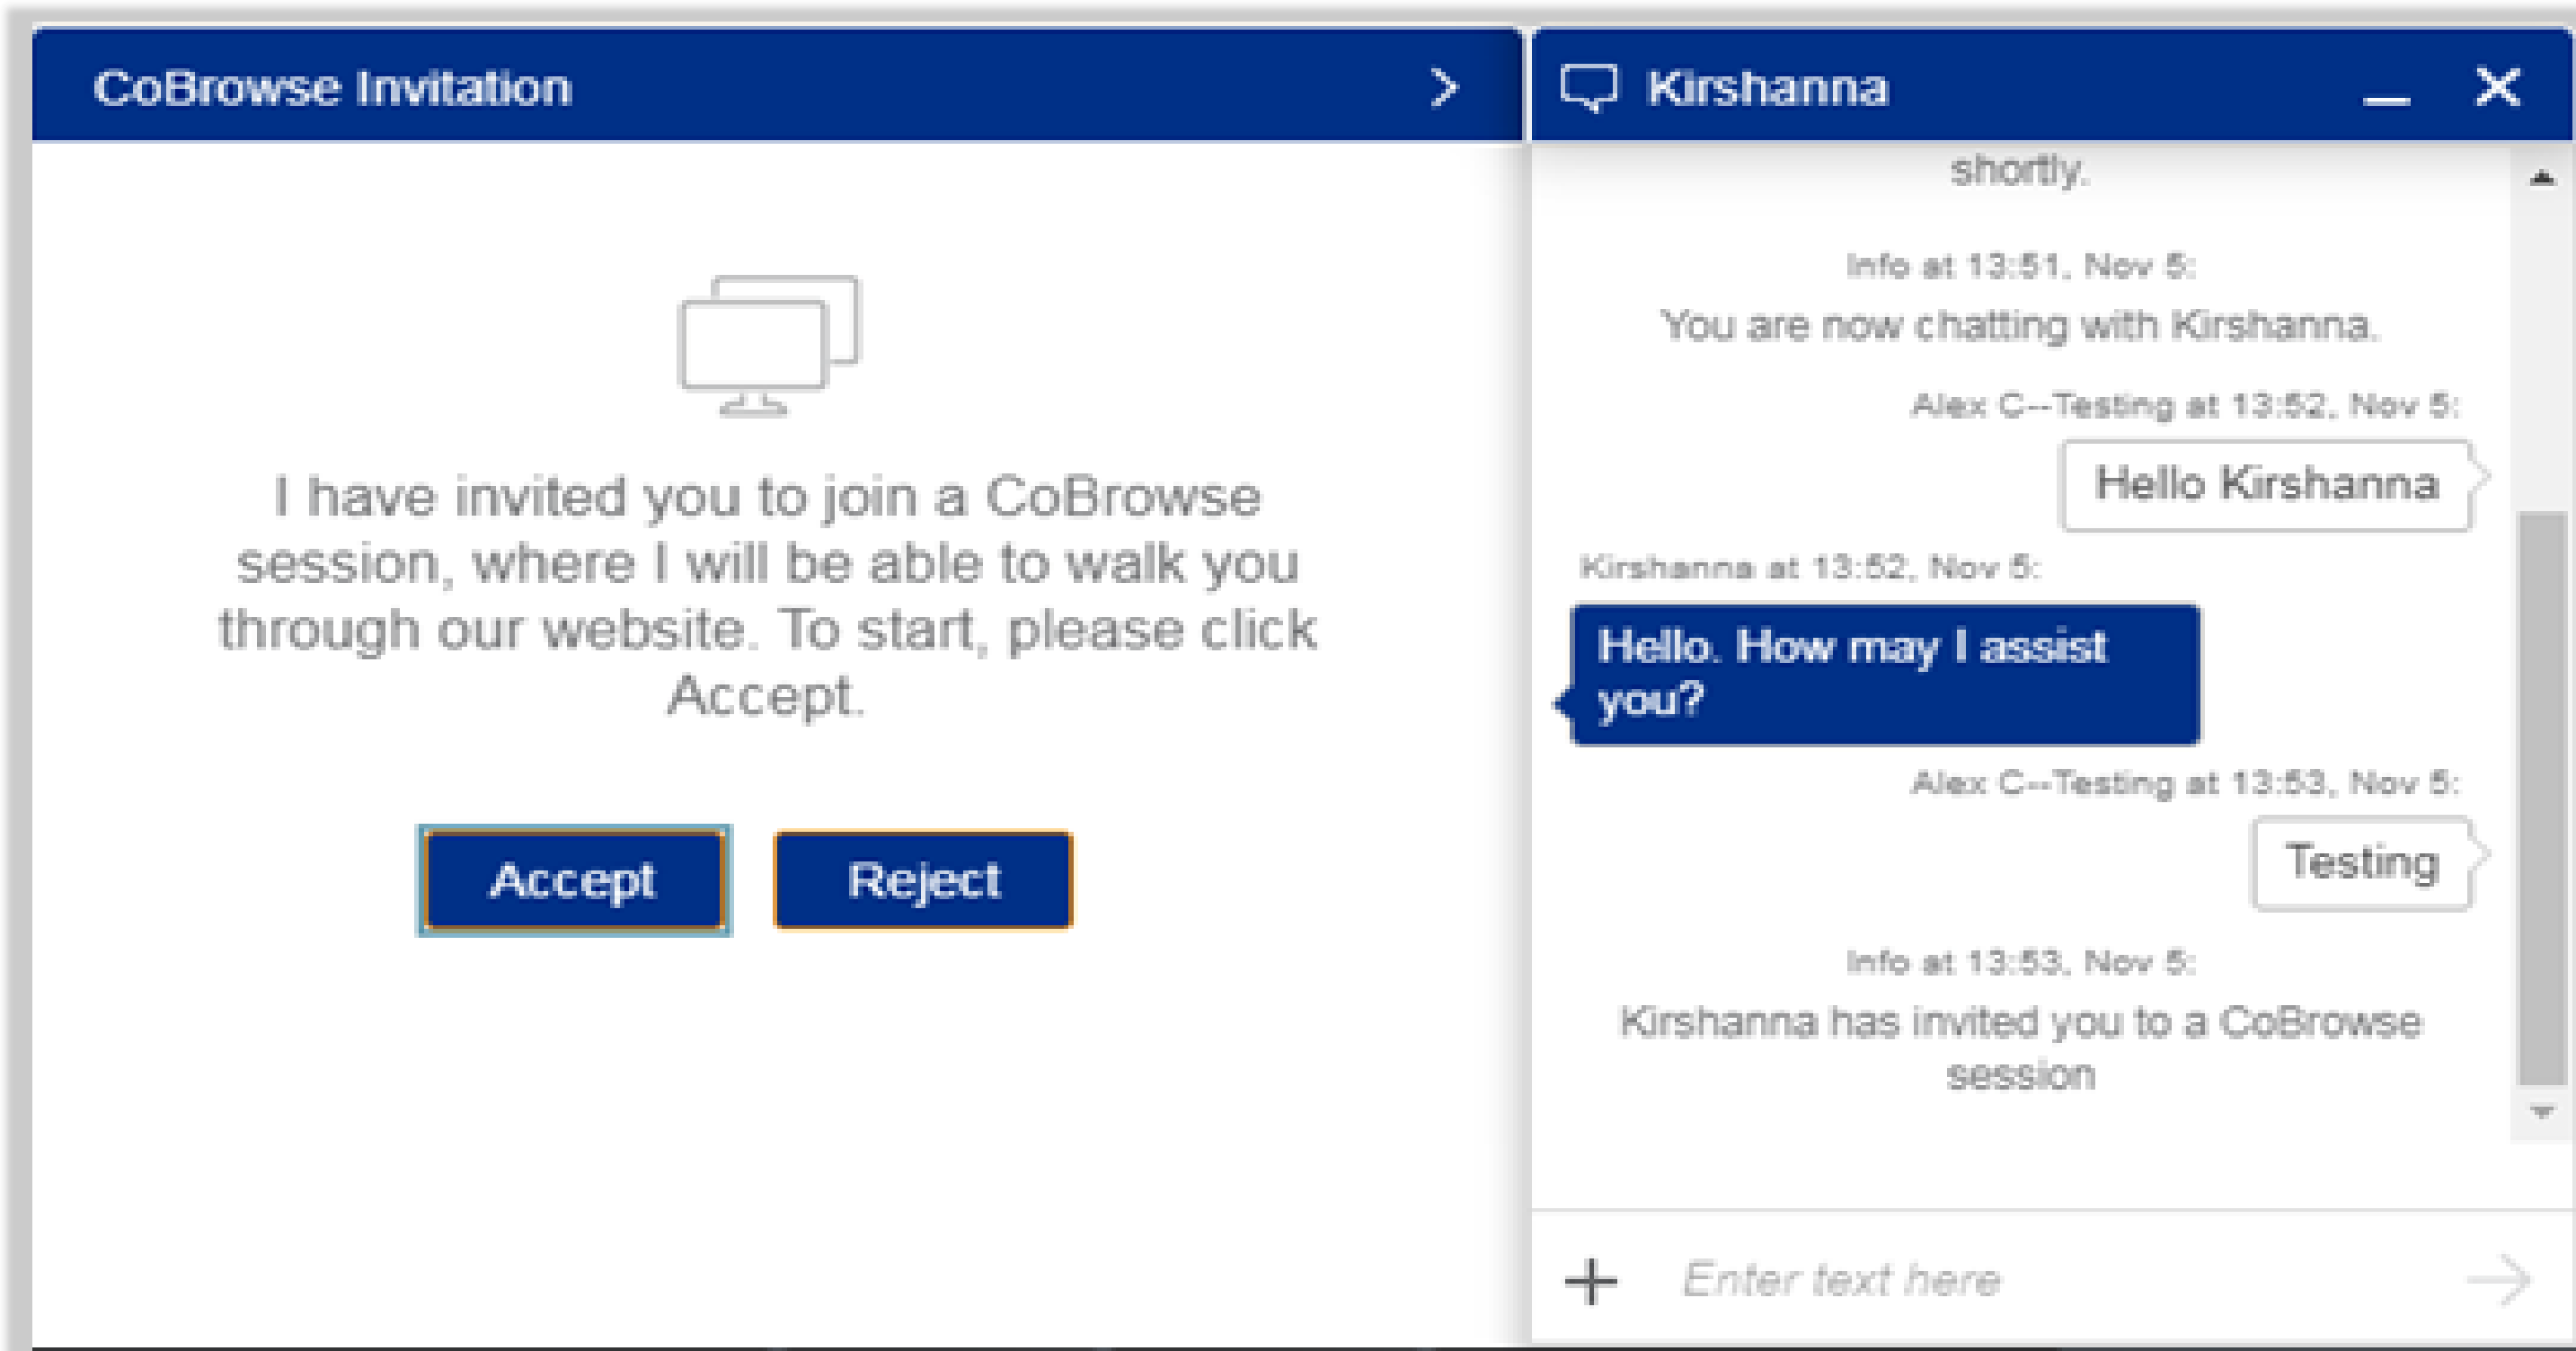 CoBrowse Invitation
I have invited you to join a CoBrowse
session, where I will be able to walk you
through our website. To start, please click
Accept.
Accept
Reject
Kirshanna
shortly.
Info at 13:51, Nov 5:
You are now chatting with Kirshanna.
Alex C--Testing at 13:52, Nov 5:
Hello Kirshanna
Kirshanna at 13:52, Nov 5:
Hello. How may I assist
you?
Alex C--Testing at 13:53, Nov 5:
Testing
Info at 13:53, Nov 5:
Kirshanna has invited you to a CoBrowse
session
Enter text here